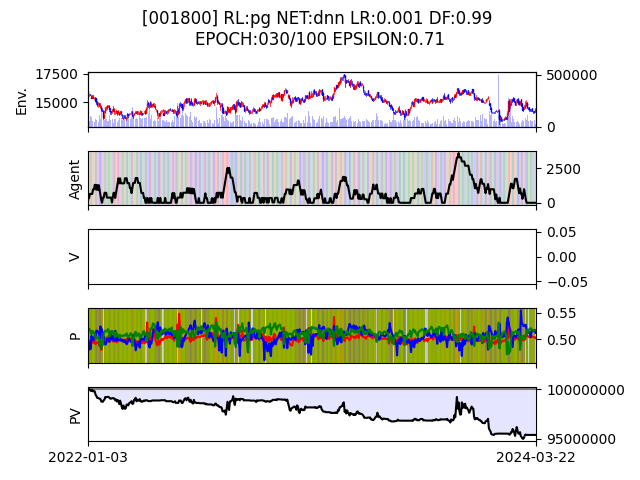 [001800] RL:pg NET:dnn LR:0.001 DF:0.99
EPOCH:030/100 EPSILON:0.71
Env.
17500
15000
500000
0
Agent
2500
0
V
0.05
0.00
−0.05
P
0.55
0.50
PV
100000000
95000000
2022-01-03
2024-03-22